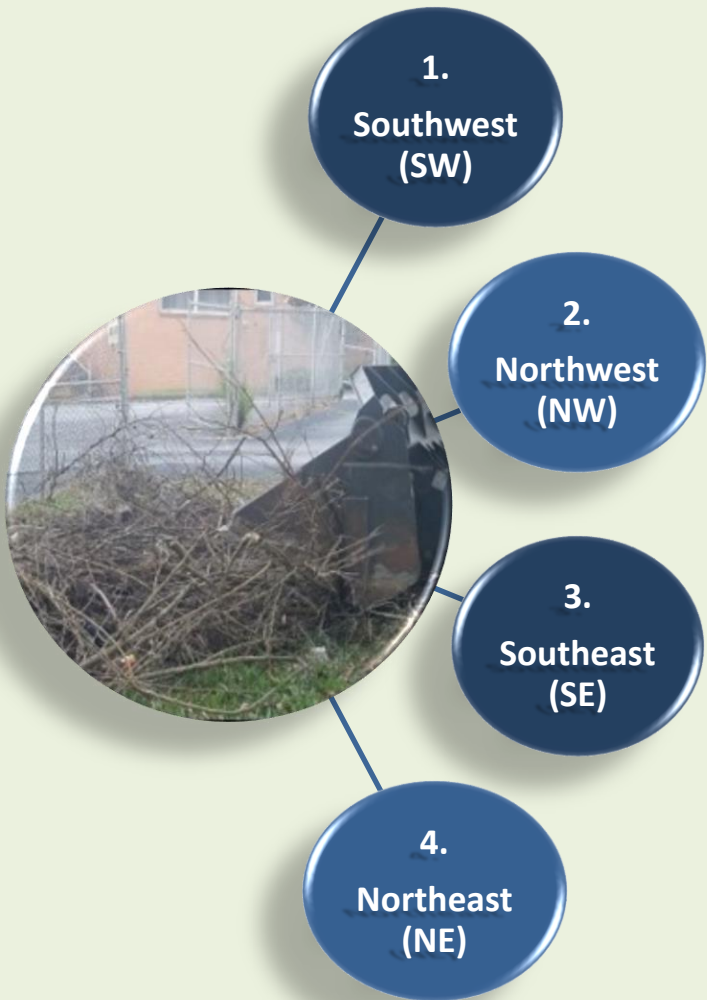 1.
Southwest
(SW)
2.
Northwest
(NW)
3.
Southeast
(SE)
4.
Northeast
(NE)